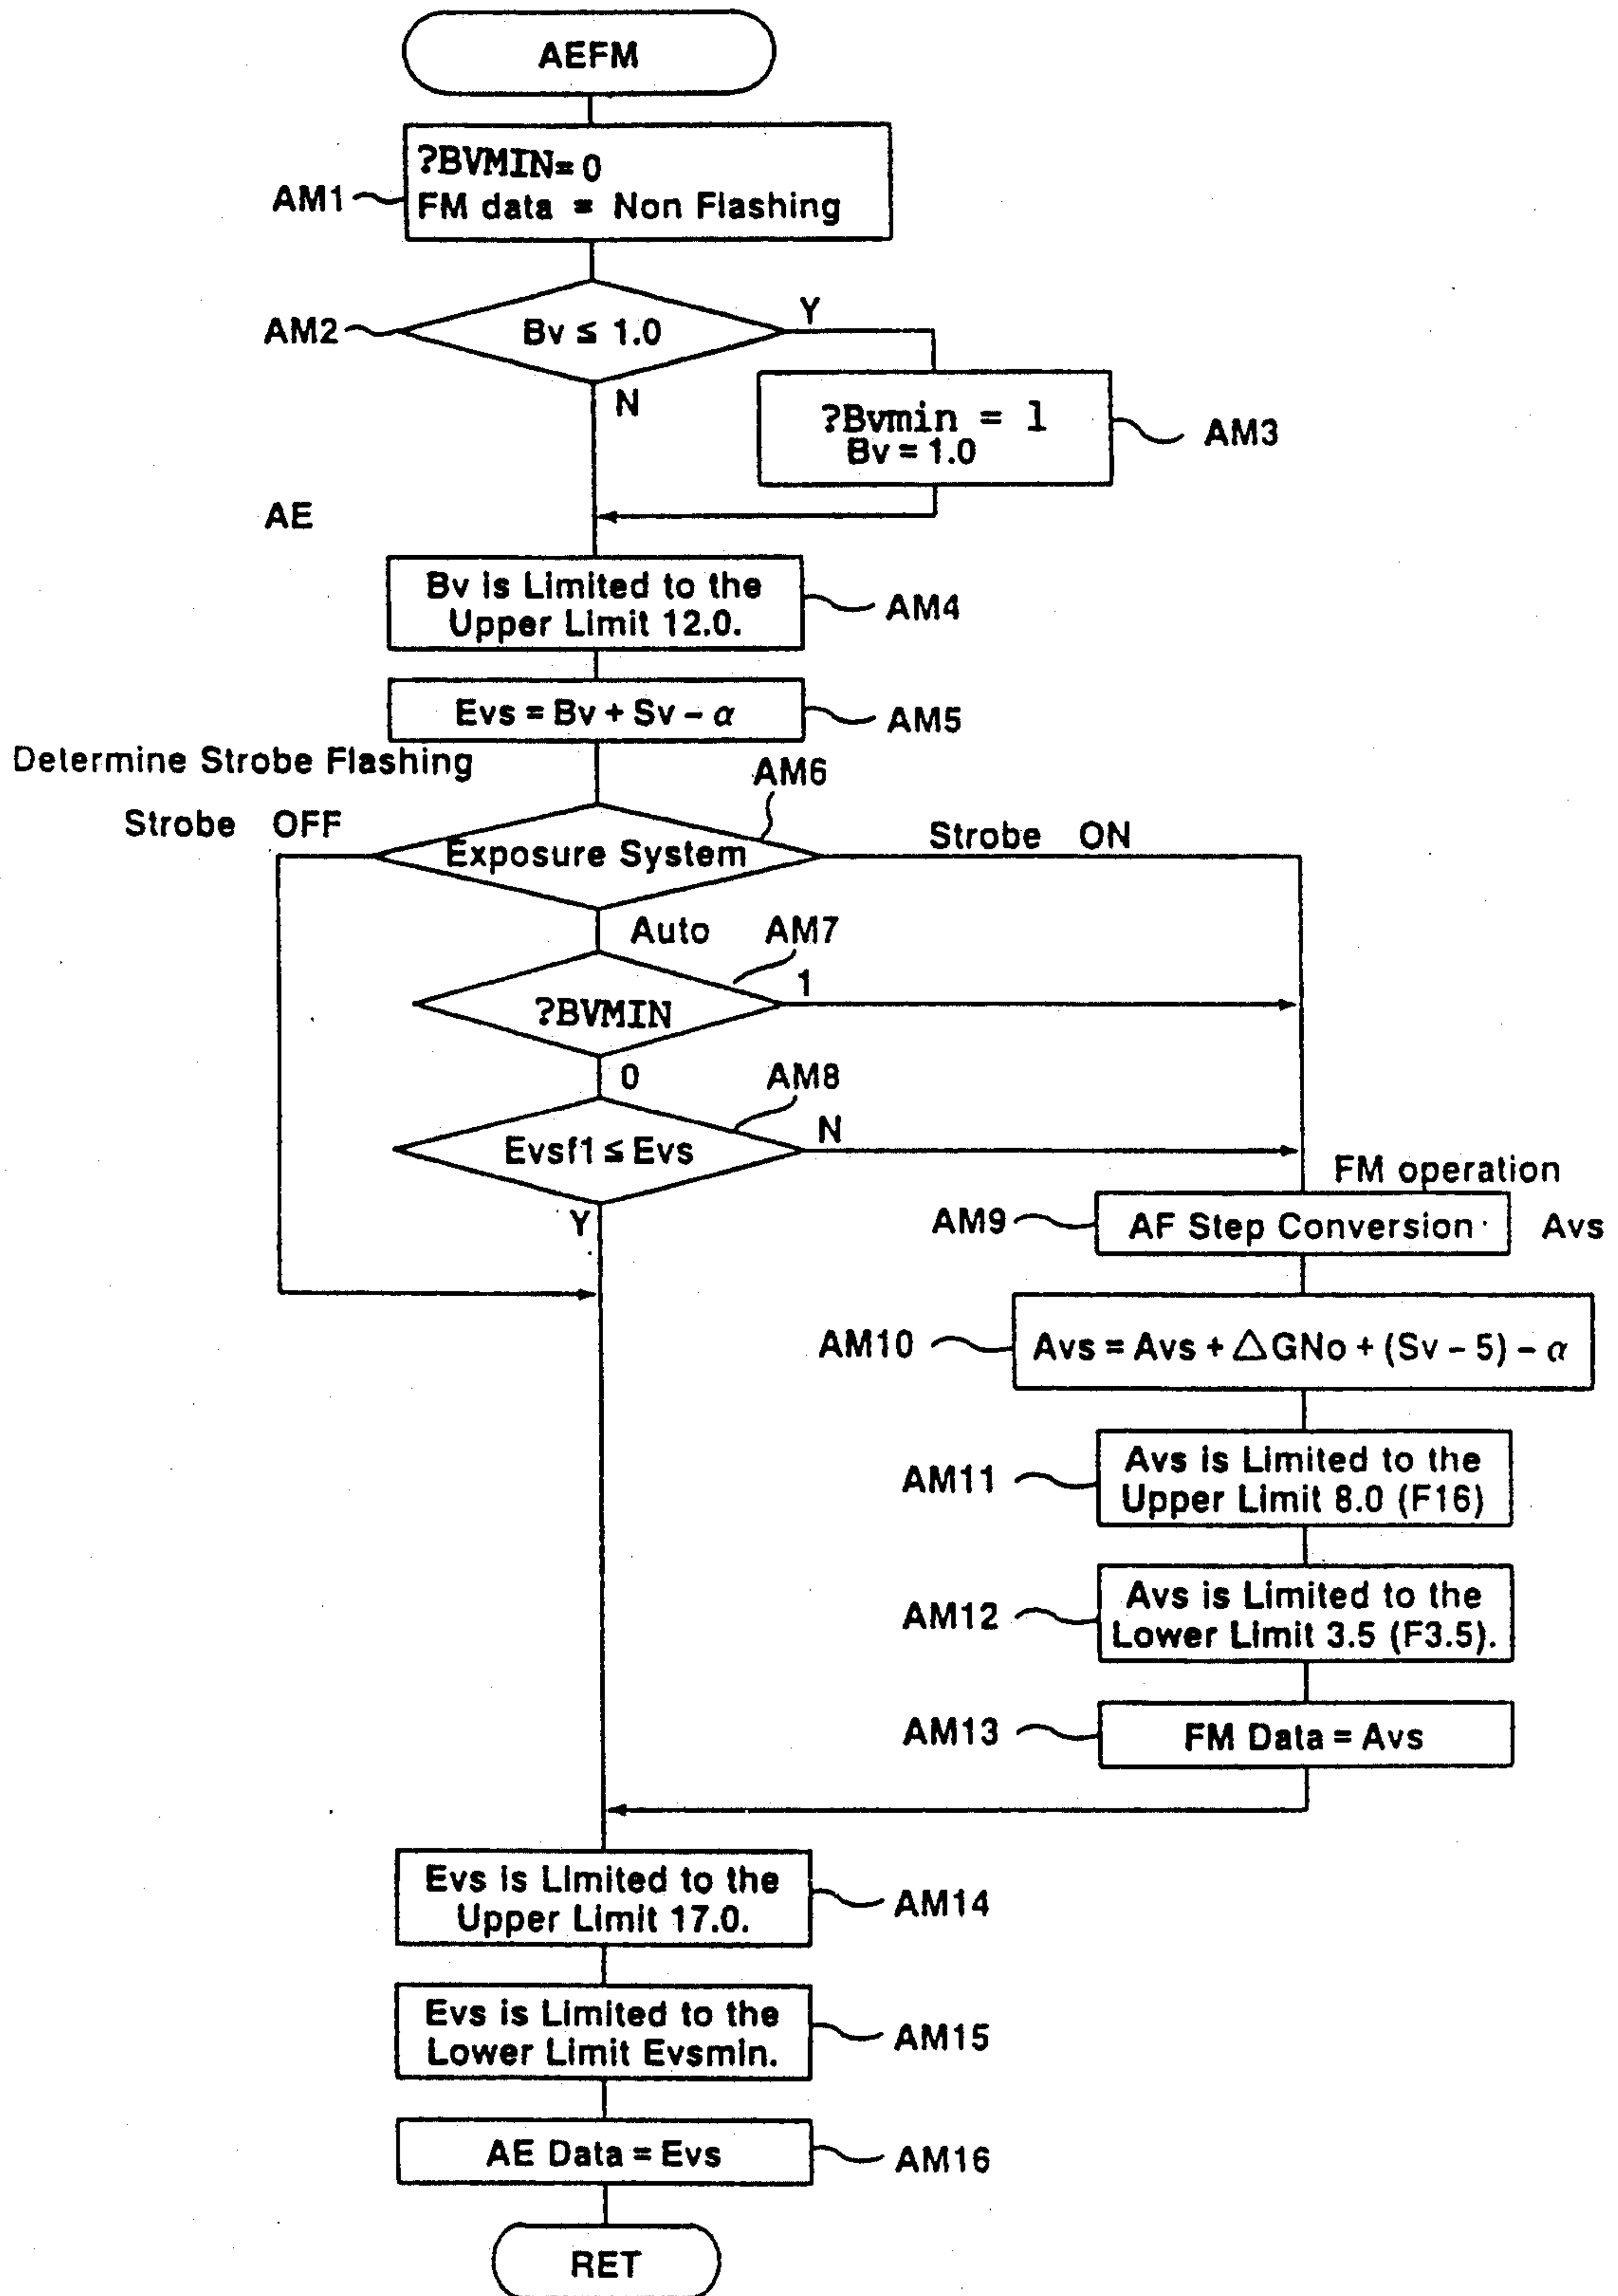 AEFM
?BVMIN=0
FM data = Non Flashing
AM1
AM2
Bv ≤ 1.0
Y
N
?Bvmin = 1
Bv = 1.0
AM3
AE
Bv is Limited to the
Upper Limit 12.0.
AM4
Evs = Bv + Sv – α
AM5
Determine Strobe Flashing
AM6
Strobe OFF
Exposure System
Strobe ON
Auto
AM7
?BVMIN
1
0
AM8
Evsf1 ≤ Evs
N
Y
FM operation
AM9
AF Step Conversion
Avs
AM10
Avs = Avs + △GNo + (Sv – 5) – α
AM11
Avs is Limited to the
Upper Limit 8.0 (F16)
AM12
Avs is Limited to the
Lower Limit 3.5 (F3.5).
AM13
FM Data = Avs
Evs is Limited to the
Upper Limit 17.0.
AM14
Evs is Limited to the
Lower Limit Evsmin.
AM15
AE Data = Evs
AM16
RET